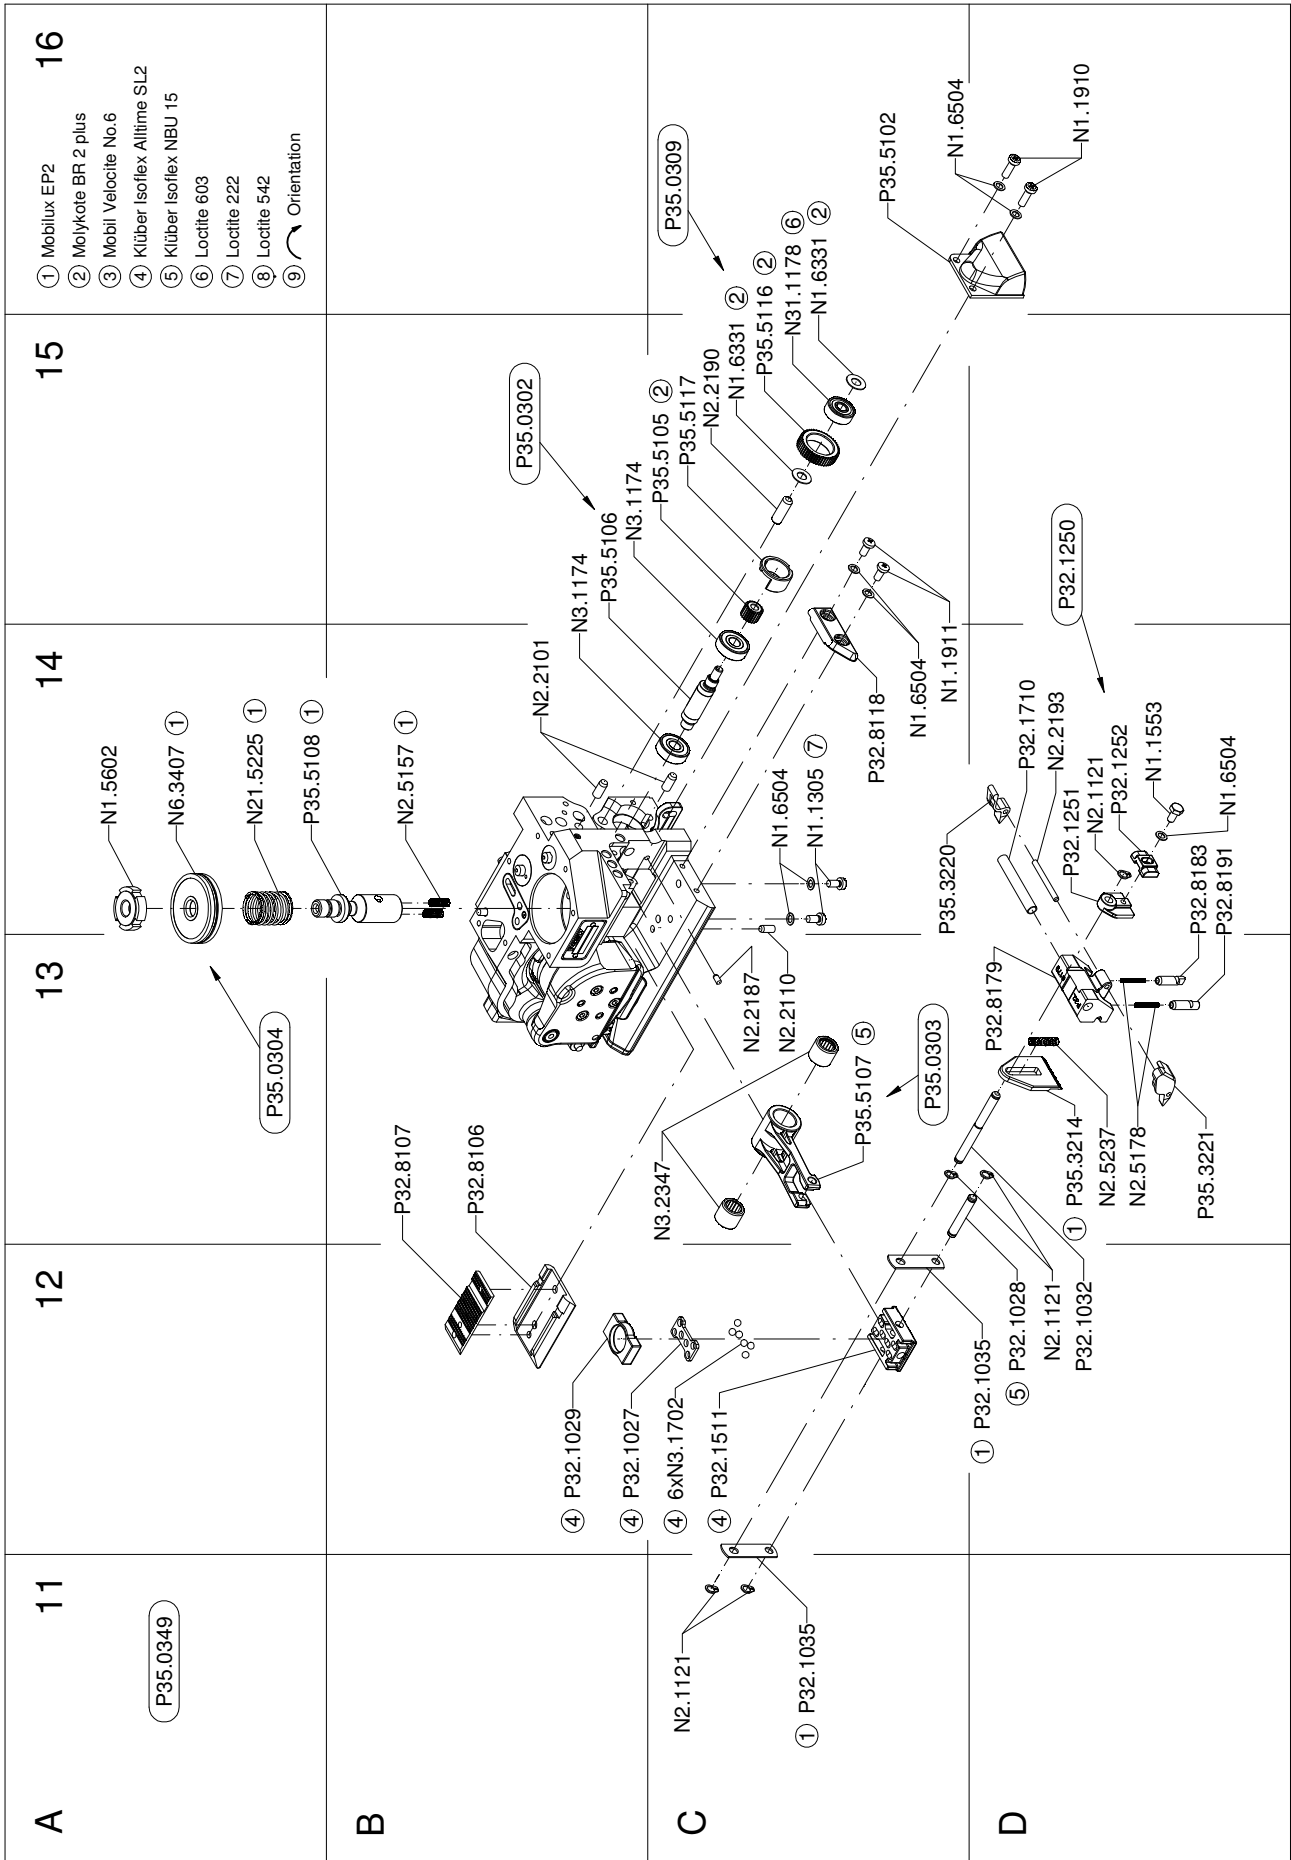 A
B
C
D
11
12
13
14
15
16
① Mobilux EP2
② Molykote BR 2 plus
③ Mobil Velocite No.6
④ Klüber Isoflex Alltime SL2
⑤ Klüber Isoflex NBU 15
⑥ Loctite 603
⑦ Loctite 222
⑧ Loctite 542
⑨ Orientation
P35.0349
P35.0304
N1.5602
N6.3407 ①
N21.5225 ①
P35.5108 ①
N2.5157 ①
P32.8107
P32.8106
④ P32.1029
④ P32.1027
④ 6xN3.1702
④ P32.1511
N2.1121
① P32.1035
N2.2101
N3.1174
P35.5106
N3.1174
P35.5105 ②
P35.5117
N2.2190
N1.6331 ②
P35.5116 ②
N31.1178 ⑥
N1.6331 ②
P35.0302
P35.0309
P35.5102
N1.6504
N1.1910
P32.8118
N1.6504
N1.1911
N1.6504
N1.1305 ⑦
N2.2187
N2.2110
N3.2347
P35.5107 ⑤
P35.0303
① P32.1035
⑤ P32.1028
N2.1121
P32.1032
① P35.3214
N2.5237
N2.5178
P35.3221
P32.8179
P35.3220
P32.1710
N2.2193
P32.1251
N2.1121
P32.1252
N1.1553
N1.6504
P32.8183
P32.8191
P32.1250